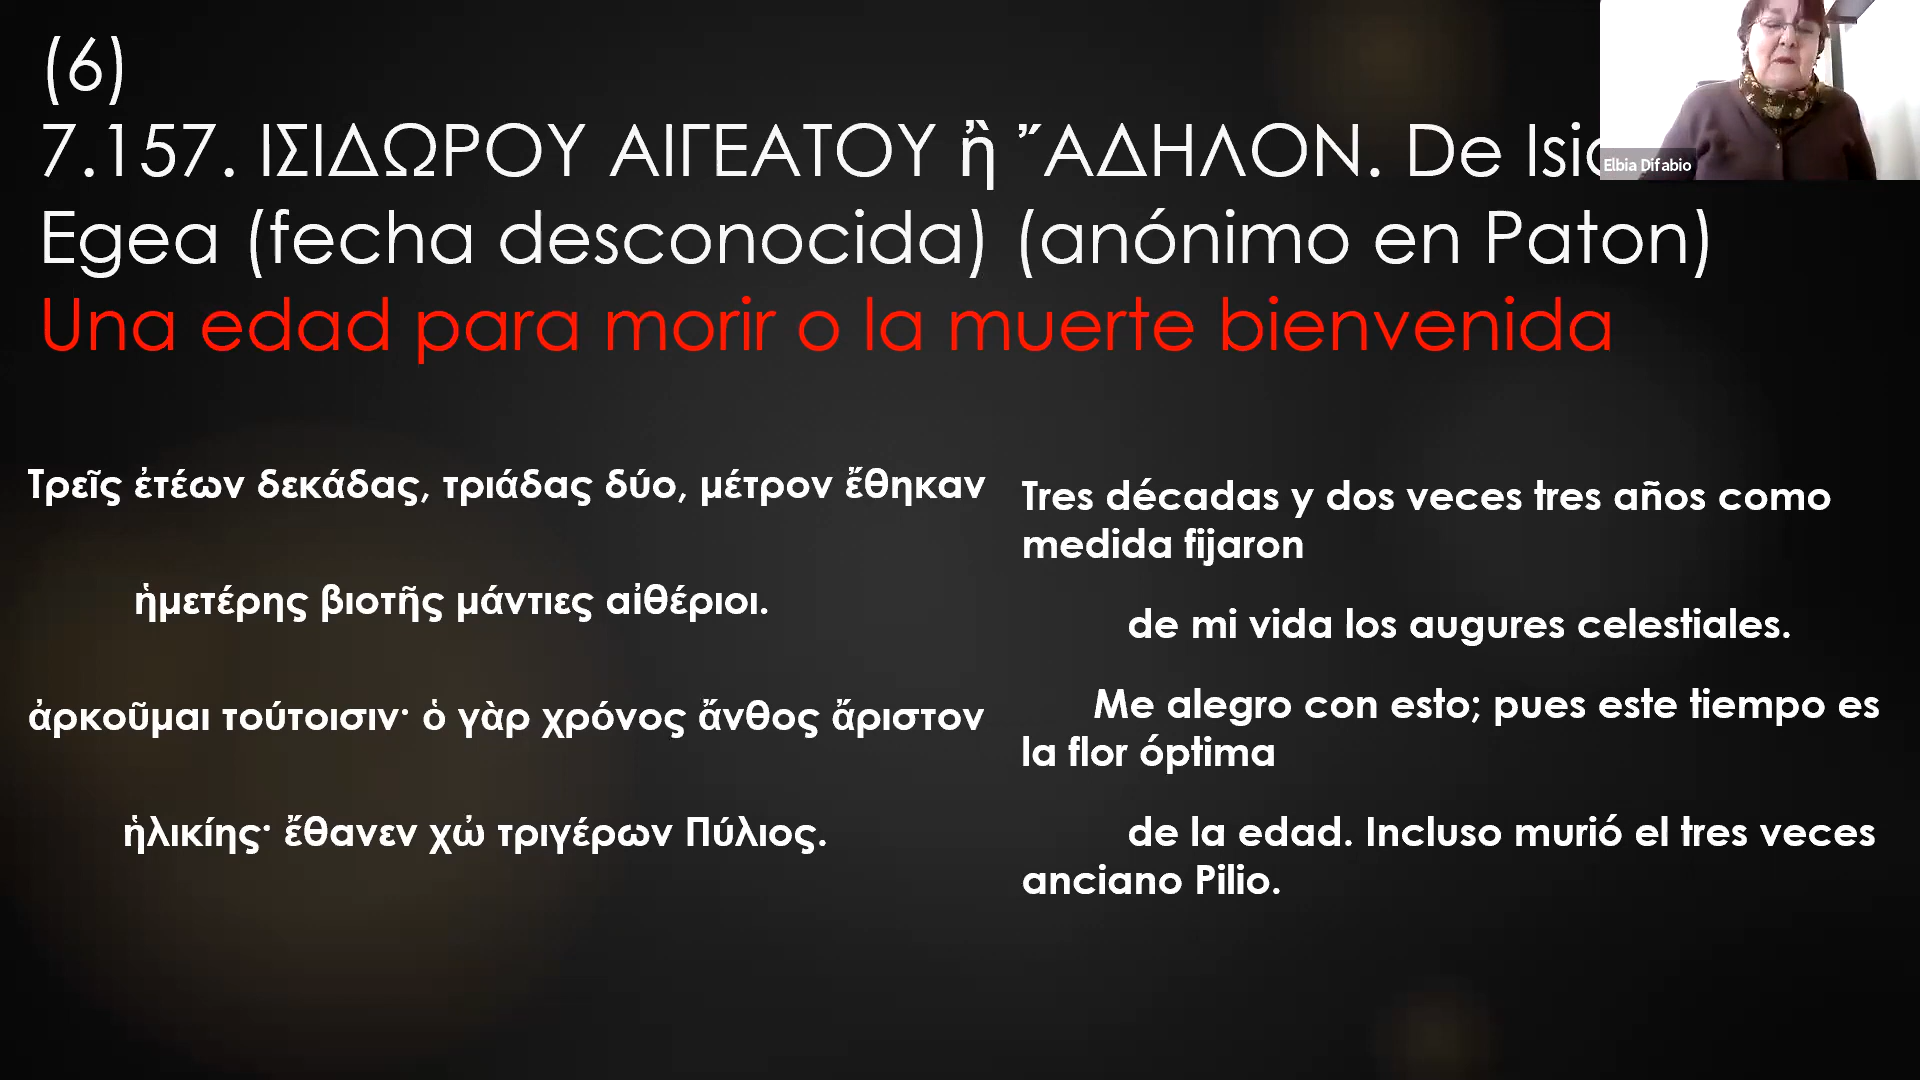 (6)
7.157. ΙΣΙΔΩΡΟΥ ΑΙΓΕΑΤΟΥ ἢ ῎ΑΔΗΛΟΝ. De
Elbia Difabio
Egea (fecha desconocida) (anónimo en Paton)
Una edad para morir o la muerte bienvenida
Τρεῖς ἐτέων δεκάδας, τριάδας δύο, μέτρον ἔθηκαν
ἡμετέρης βιοτῆς μάντιες αἰθέριοι.
ἀρκοῦμαι τούτοισιν· ὁ γὰρ χρόνος ἄνθος ἄριστον
ἡλικίης· ἔθανεν χὠ τριγέρων Πύλιος.
Tres décadas y dos veces tres años como
medida fijaron
de mi vida los augures celestiales.
Me alegro con esto; pues este tiempo es
la flor óptima
de la edad. Incluso murió el tres veces
anciano Pilio.